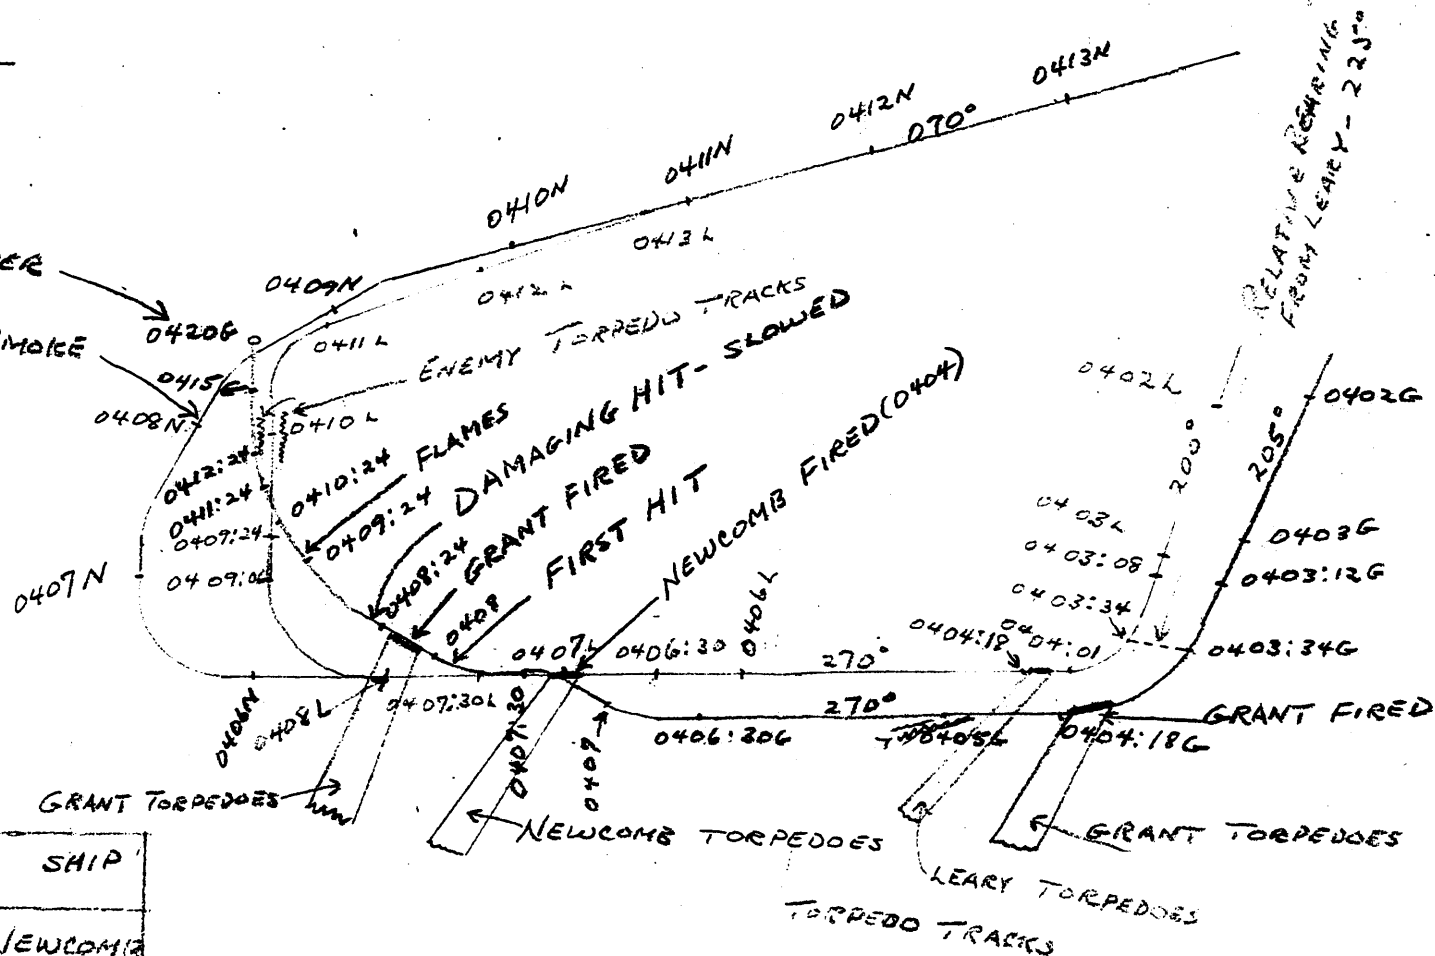 RELATIVE BEARING
FROM LEARY - 225°
0413N
0412N
070°
0411N
0410N
0413L
0409N
0412L
0420G
0411L
ENEMY TORPEDO TRACKS
0415
0408N
0410L
0412:24
0411:24
0410:24
FLAMES
0409:24
DAMAGING HIT - SLOWED
0408:24
GRANT FIRED
0408
FIRST HIT
NEWCOMB FIRED (0404)
0409:24
0407N
0402L
0402G
200°
205°
0403L
0403G
0403:08
0403:12G
0403:34
0404:01
0404:18
0403:34G
0406L
0406:30
0407L
270°
0406N
0408L
0407:30L
0407:30
0407
270°
0406:30G
0404:18G
GRANT FIRED
GRANT TORPEDOES
NEWCOMB TORPEDOES
GRANT TORPEDOES
LEARY TORPEDOES
TORPEDO TRACKS
SHIP
NEWCOMB